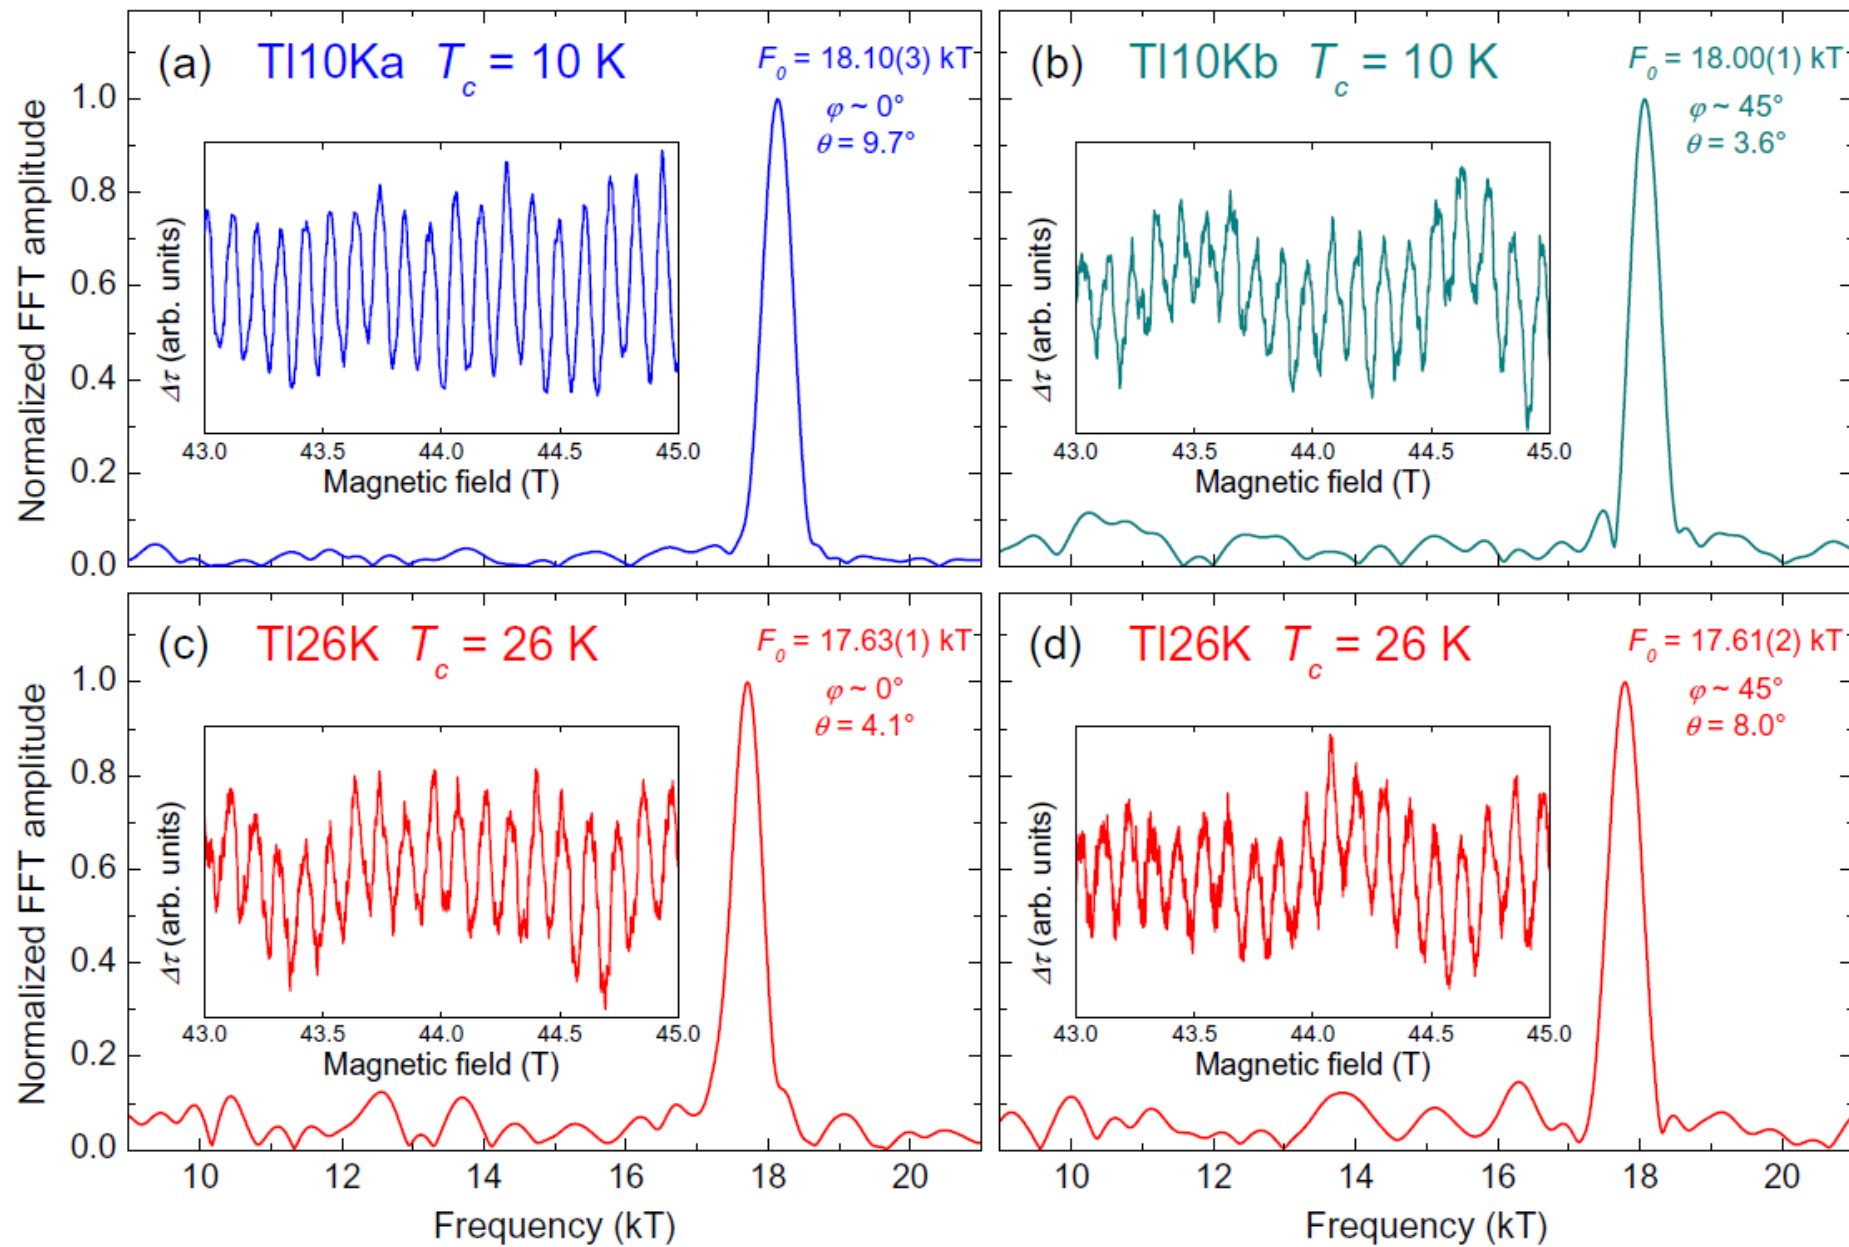 (a) Tl10Ka T_c = 10 K
F_0 = 18.10(3) kT
φ ~ 0°
θ = 9.7°
Normalized FFT amplitude
1.0
0.8
0.6
0.4
0.2
0.0
Δτ (arb. units)
43.0 43.5 44.0 44.5 45.0
Magnetic field (T)
(b) Tl10Kb T_c = 10 K
F_0 = 18.00(1) kT
φ ~ 45°
θ = 3.6°
Δτ (arb. units)
43.0 43.5 44.0 44.5 45.0
Magnetic field (T)
(c) Tl26K T_c = 26 K
F_0 = 17.63(1) kT
φ ~ 0°
θ = 4.1°
Normalized FFT amplitude
1.0
0.8
0.6
0.4
0.2
0.0
Δτ (arb. units)
43.0 43.5 44.0 44.5 45.0
Magnetic field (T)
10 12 14 16 18 20
Frequency (kT)
(d) Tl26K T_c = 26 K
F_0 = 17.61(2) kT
φ ~ 45°
θ = 8.0°
Δτ (arb. units)
43.0 43.5 44.0 44.5 45.0
Magnetic field (T)
10 12 14 16 18 20
Frequency (kT)